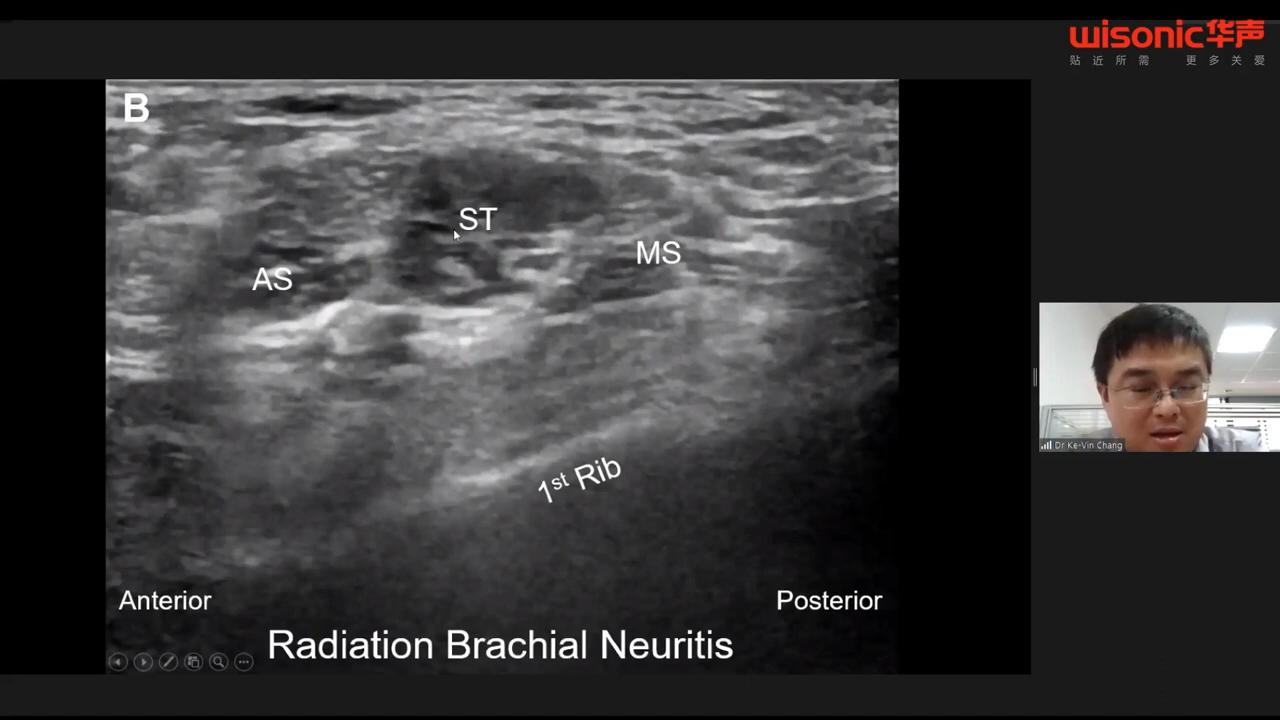 wisonic华声
贴近所需 更多关爱
B
ST
AS
MS
1st Rib
Anterior
Posterior
Radiation Brachial Neuritis
Dr Ke-Vin Chang